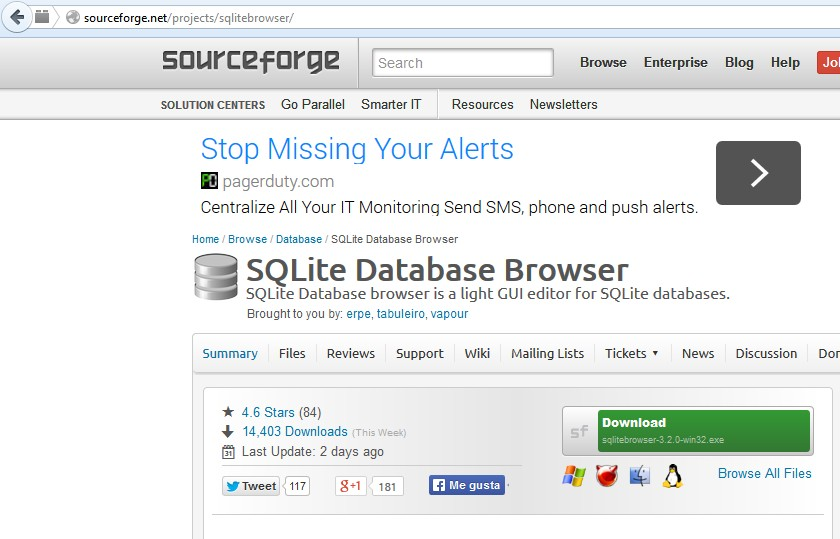 sourceforge.net/projects/sqlitebrowser/
sourceforge Search Browse Enterprise Blog Help Jo
SOLUTION CENTERS Go Parallel Smarter IT Resources Newsletters
Stop Missing Your Alerts
PD pagerduty.com
Centralize All Your IT Monitoring Send SMS, phone and push alerts.
Home / Browse / Database / SQLite Database Browser
SQLite Database Browser
SQLite Database browser is a light GUI editor for SQLite databases.
Brought to you by: erpe, tabuleiro, vapour
Summary Files Reviews Support Wiki Mailing Lists Tickets ▾ News Discussion Don
4.6 Stars (84)
14,403 Downloads (This Week)
31 Last Update: 2 days ago
Tweet 117 g+1 181 f Me gusta
sf Download
sqlitebrowser-3.2.0-win32.exe
Browse All Files